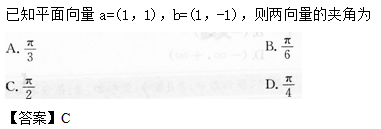 已知平面向量a=(1，1)，b=(1，-1)，则两向量的夹角为
A. π/3 B. π/6
C. π/2 D. π/4
【答案】C